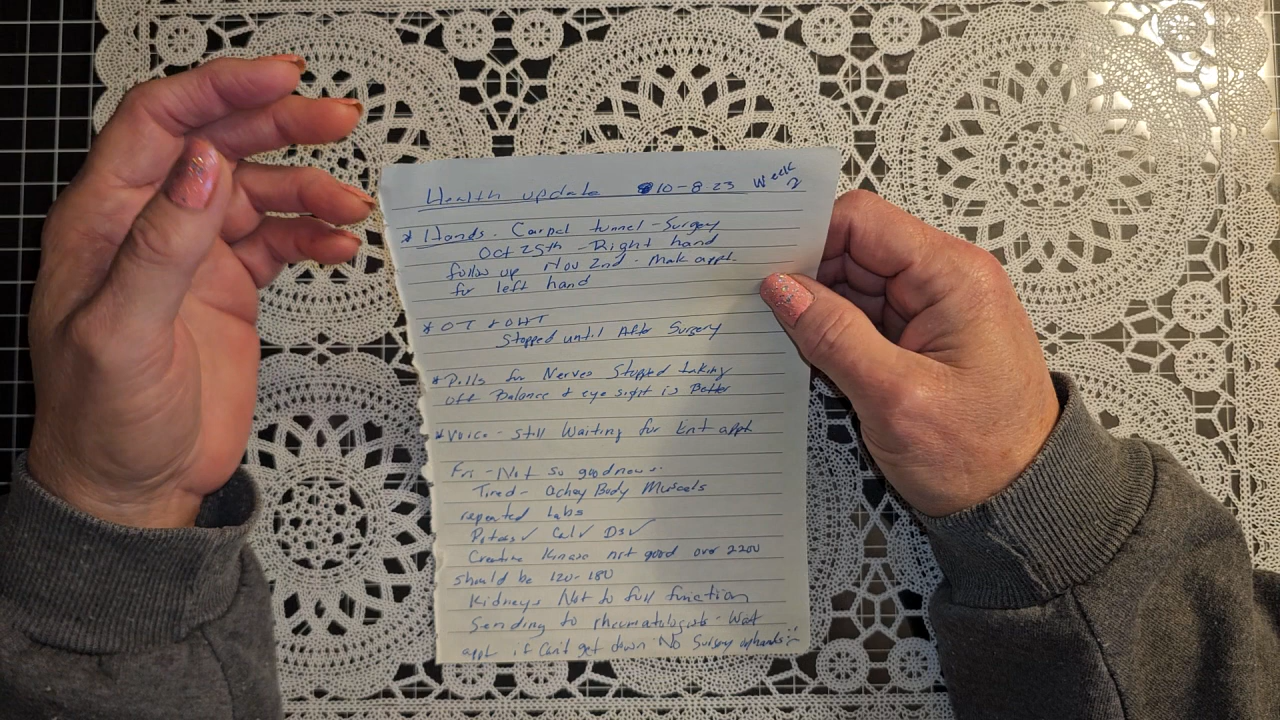 Health update 10-8 23 Week 2
* Hands - Carpel tunnel - Surgery
Oct 25th - Right hand
follow up Nov 2nd - Mak appt.
for left hand
* OT & OHT
Stopped until After Surgery
* Pills for Nerves Stopped taking
off Balance & eye sight is Better
* Voice - still Waiting for Ent appt
Fri - Not so good news.
Tired - Achey Body Muscels
repeated Labs
Potass ✓ Cal ✓ D3 ✓
Creatine Kinase not good over 2200
should be 120-180
Kidneys Not to full function
Sending to rheumatologists - Wait
appt if Can't get down No Surgery on hands :(